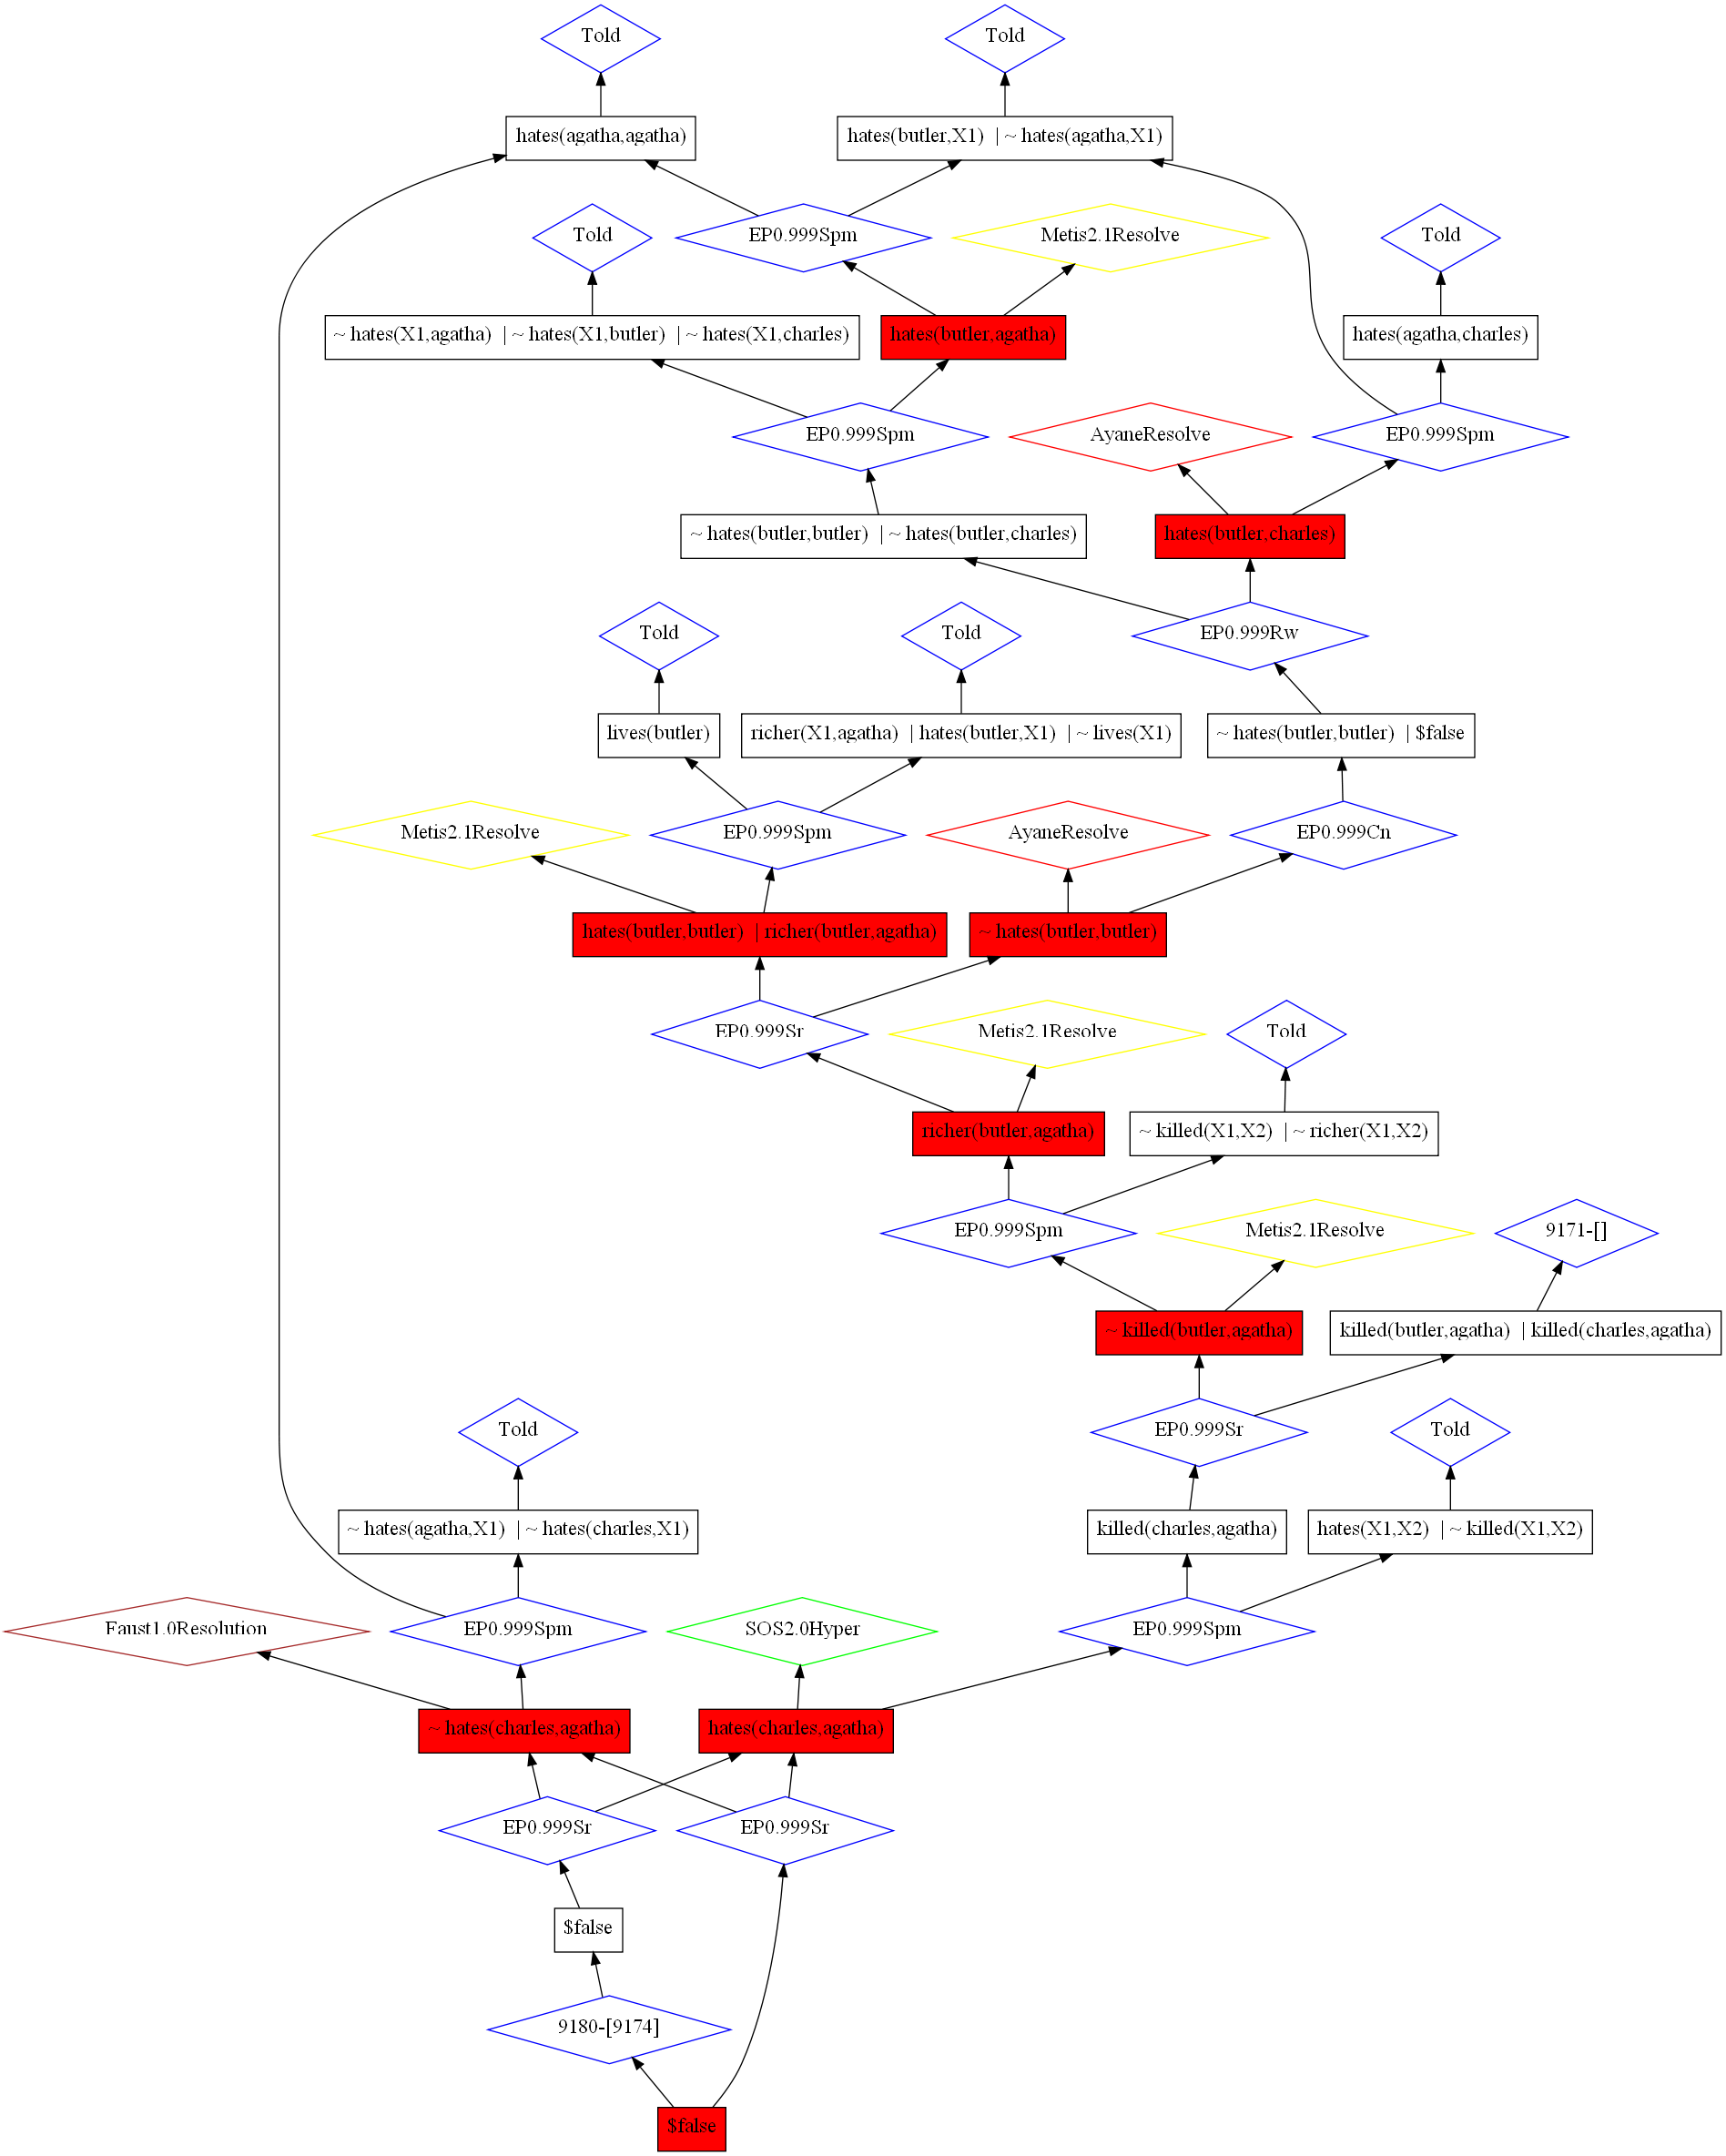 Told
Told
hates(agatha,agatha)
hates(butler,X1) | ~ hates(agatha,X1)
Told
EP0.999Spm
Metis2.1Resolve
Told
~ hates(X1,agatha) | ~ hates(X1,butler) | ~ hates(X1,charles)
hates(butler,agatha)
hates(agatha,charles)
EP0.999Spm
AyaneResolve
EP0.999Spm
~ hates(butler,butler) | ~ hates(butler,charles)
hates(butler,charles)
Told
Told
EP0.999Rw
lives(butler)
richer(X1,agatha) | hates(butler,X1) | ~ lives(X1)
~ hates(butler,butler) | $false
Metis2.1Resolve
EP0.999Spm
AyaneResolve
EP0.999Cn
hates(butler,butler) | richer(butler,agatha)
~ hates(butler,butler)
EP0.999Sr
Metis2.1Resolve
Told
richer(butler,agatha)
~ killed(X1,X2) | ~ richer(X1,X2)
EP0.999Spm
Metis2.1Resolve
9171-[]
~ killed(butler,agatha)
killed(butler,agatha) | killed(charles,agatha)
Told
EP0.999Sr
Told
~ hates(agatha,X1) | ~ hates(charles,X1)
killed(charles,agatha)
hates(X1,X2) | ~ killed(X1,X2)
Faust1.0Resolution
EP0.999Spm
SOS2.0Hyper
EP0.999Spm
~ hates(charles,agatha)
hates(charles,agatha)
EP0.999Sr
EP0.999Sr
$false
9180-[9174]
$false